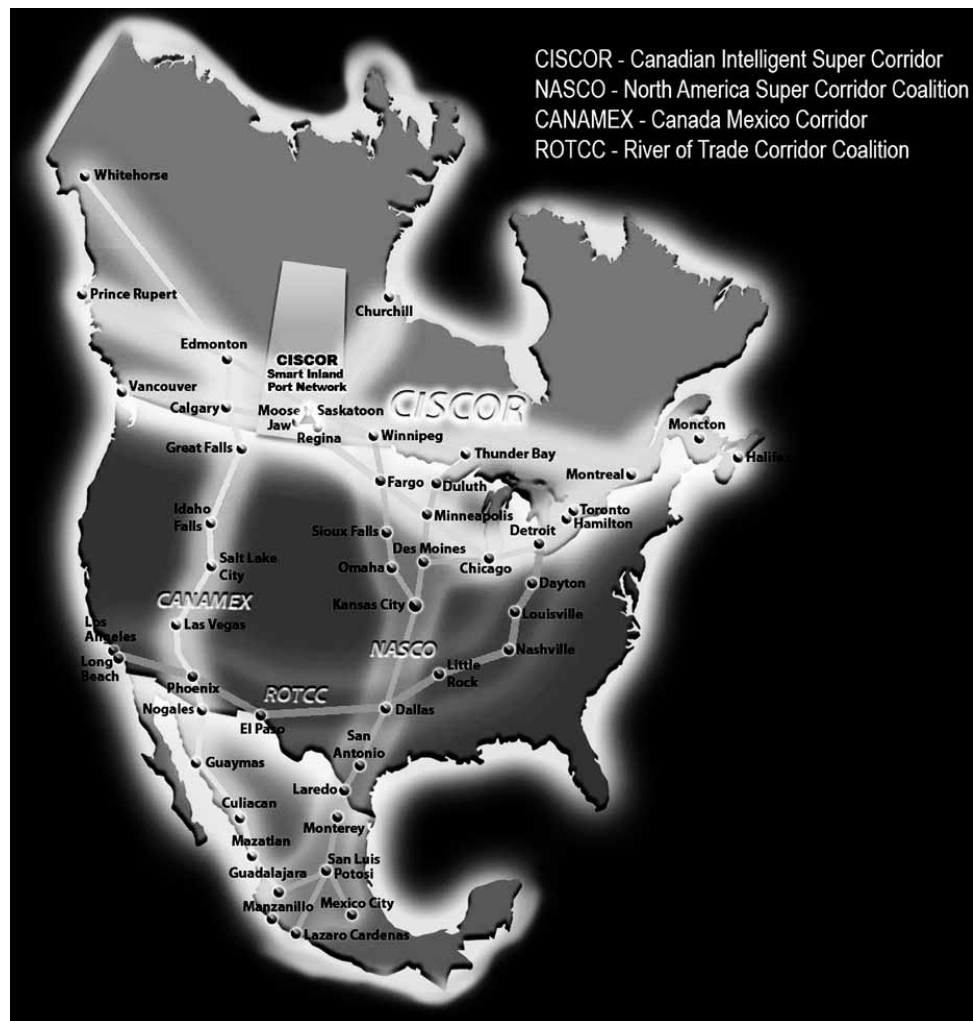 CISCOR - Canadian Intelligent Super Corridor
NASCO - North America Super Corridor Coalition
CANAMEX - Canada Mexico Corridor
ROTCC - River of Trade Corridor Coalition
Whitehorse
Prince Rupert
Churchill
Edmonton
CISCOR
Smart Inland
Port Network
Vancouver
CISCOR
Calgary
Moose
Jaw
Saskatoon
Regina
Winnipeg
Moncton
Great Falls
Thunder Bay
Montreal
Halifax
Fargo
Duluth
Idaho
Falls
Minneapolis
Toronto
Hamilton
Sioux Falls
Detroit
Des Moines
Salt Lake
City
Omaha
Chicago
Dayton
CANAMEX
Kansas City
Louisville
Los
Angeles
Las Vegas
NASCO
Nashville
Long
Beach
Little
Rock
Phoenix
ROTCC
Nogales
Dallas
El Paso
San
Antonio
Guaymas
Laredo
Culiacan
Monterey
Mazatlan
San Luis
Potosi
Guadalajara
Manzanillo
Mexico City
Lazaro Cardenas